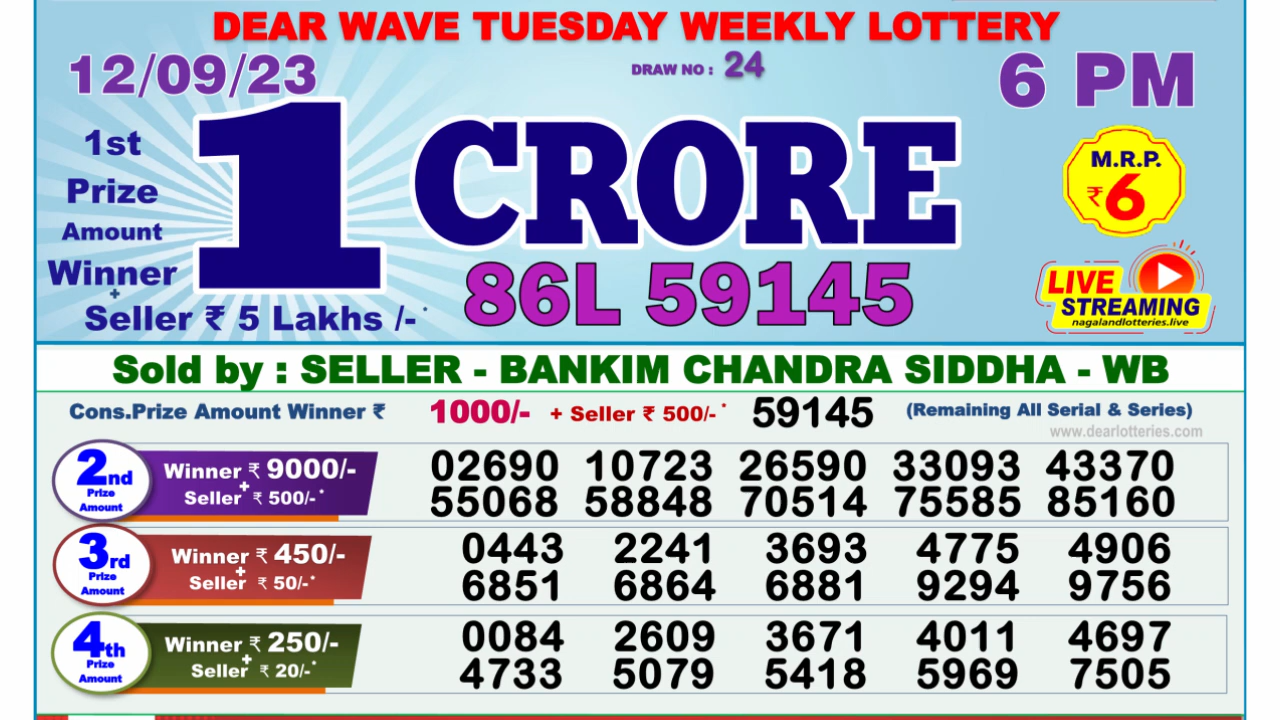 DEAR WAVE TUESDAY WEEKLY LOTTERY
12/09/23
DRAW NO : 24
6 PM
1st
Prize
Amount
Winner
+
Seller ₹ 5 Lakhs /- *
1 CRORE
86L 59145
M.R.P.
₹6
LIVE
STREAMING
nagalandlotteries.live
Sold by : SELLER - BANKIM CHANDRA SIDDHA - WB
Cons.Prize Amount Winner ₹ 1000/- + Seller ₹ 500/- * 59145 (Remaining All Serial & Series)
www.dearlotteries.com
2nd
Prize
Amount
Winner ₹ 9000/-
+
Seller ₹ 500/- *
02690 10723 26590 33093 43370
55068 58848 70514 75585 85160
3rd
Prize
Amount
Winner ₹ 450/-
+
Seller ₹ 50/- *
0443 2241 3693 4775 4906
6851 6864 6881 9294 9756
4th
Prize
Amount
Winner ₹ 250/-
+
Seller ₹ 20/- *
0084 2609 3671 4011 4697
4733 5079 5418 5969 7505